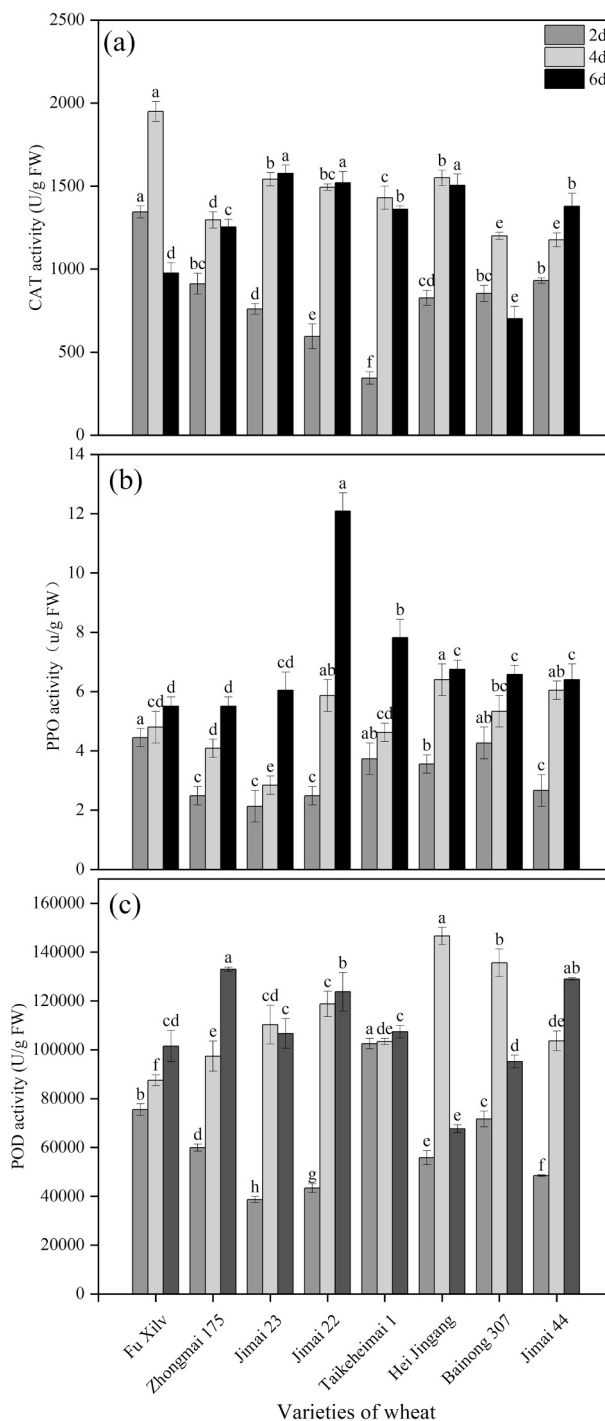 (a)
2d
4d
6d
CAT activity (U/g FW)
2500
2000
1500
1000
500
0
a a d
bc d c
d b a
e bc a
f c b
cd b a
bc e e
b e b
(b)
PPO activity (u/g FW)
14
12
10
8
6
4
2
0
a cd d
c d d
c e cd
c ab a
ab cd b
b a c
ab bc c
c ab c
(c)
POD activity (U/g FW)
160000
140000
120000
100000
80000
60000
40000
20000
0
b f cd
d e a
h cd c
g c b
a de c
e a e
c b d
f de ab
Fu Xilv
Zhongmai 175
Jimai 23
Jimai 22
Taikeheimai 1
Hei Jingang
Bainong 307
Jimai 44
Varieties of wheat